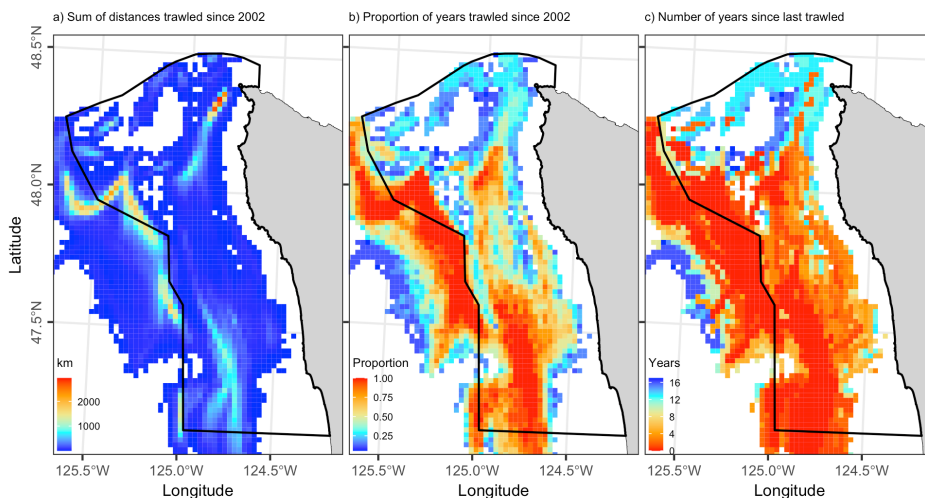 a) Sum of distances trawled since 2002
b) Proportion of years trawled since 2002
c) Number of years since last trawled
48.5°N
48.0°N
47.5°N
Latitude
km
2000
1000
Proportion
1.00
0.75
0.50
0.25
Years
16
12
8
4
0
125.5°W
125.0°W
124.5°W
125.5°W
125.0°W
124.5°W
125.5°W
125.0°W
124.5°W
Longitude
Longitude
Longitude